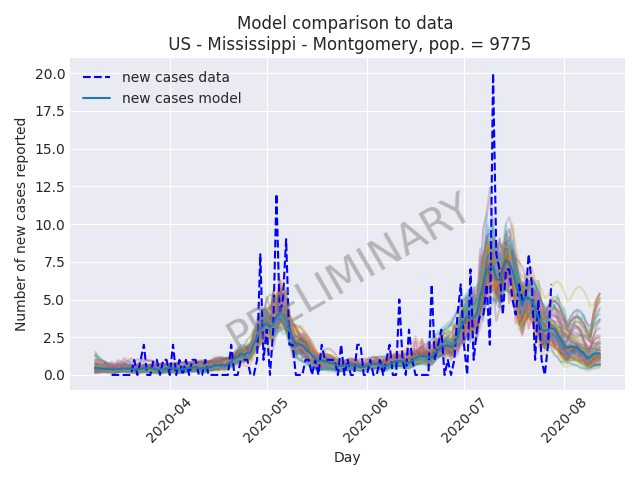 Model comparison to data
US - Mississippi - Montgomery, pop. = 9775
new cases data
new cases model
Number of new cases reported
20.0
17.5
15.0
12.5
10.0
7.5
5.0
2.5
0.0
PRELIMINARY
2020-04
2020-05
2020-06
2020-07
2020-08
Day